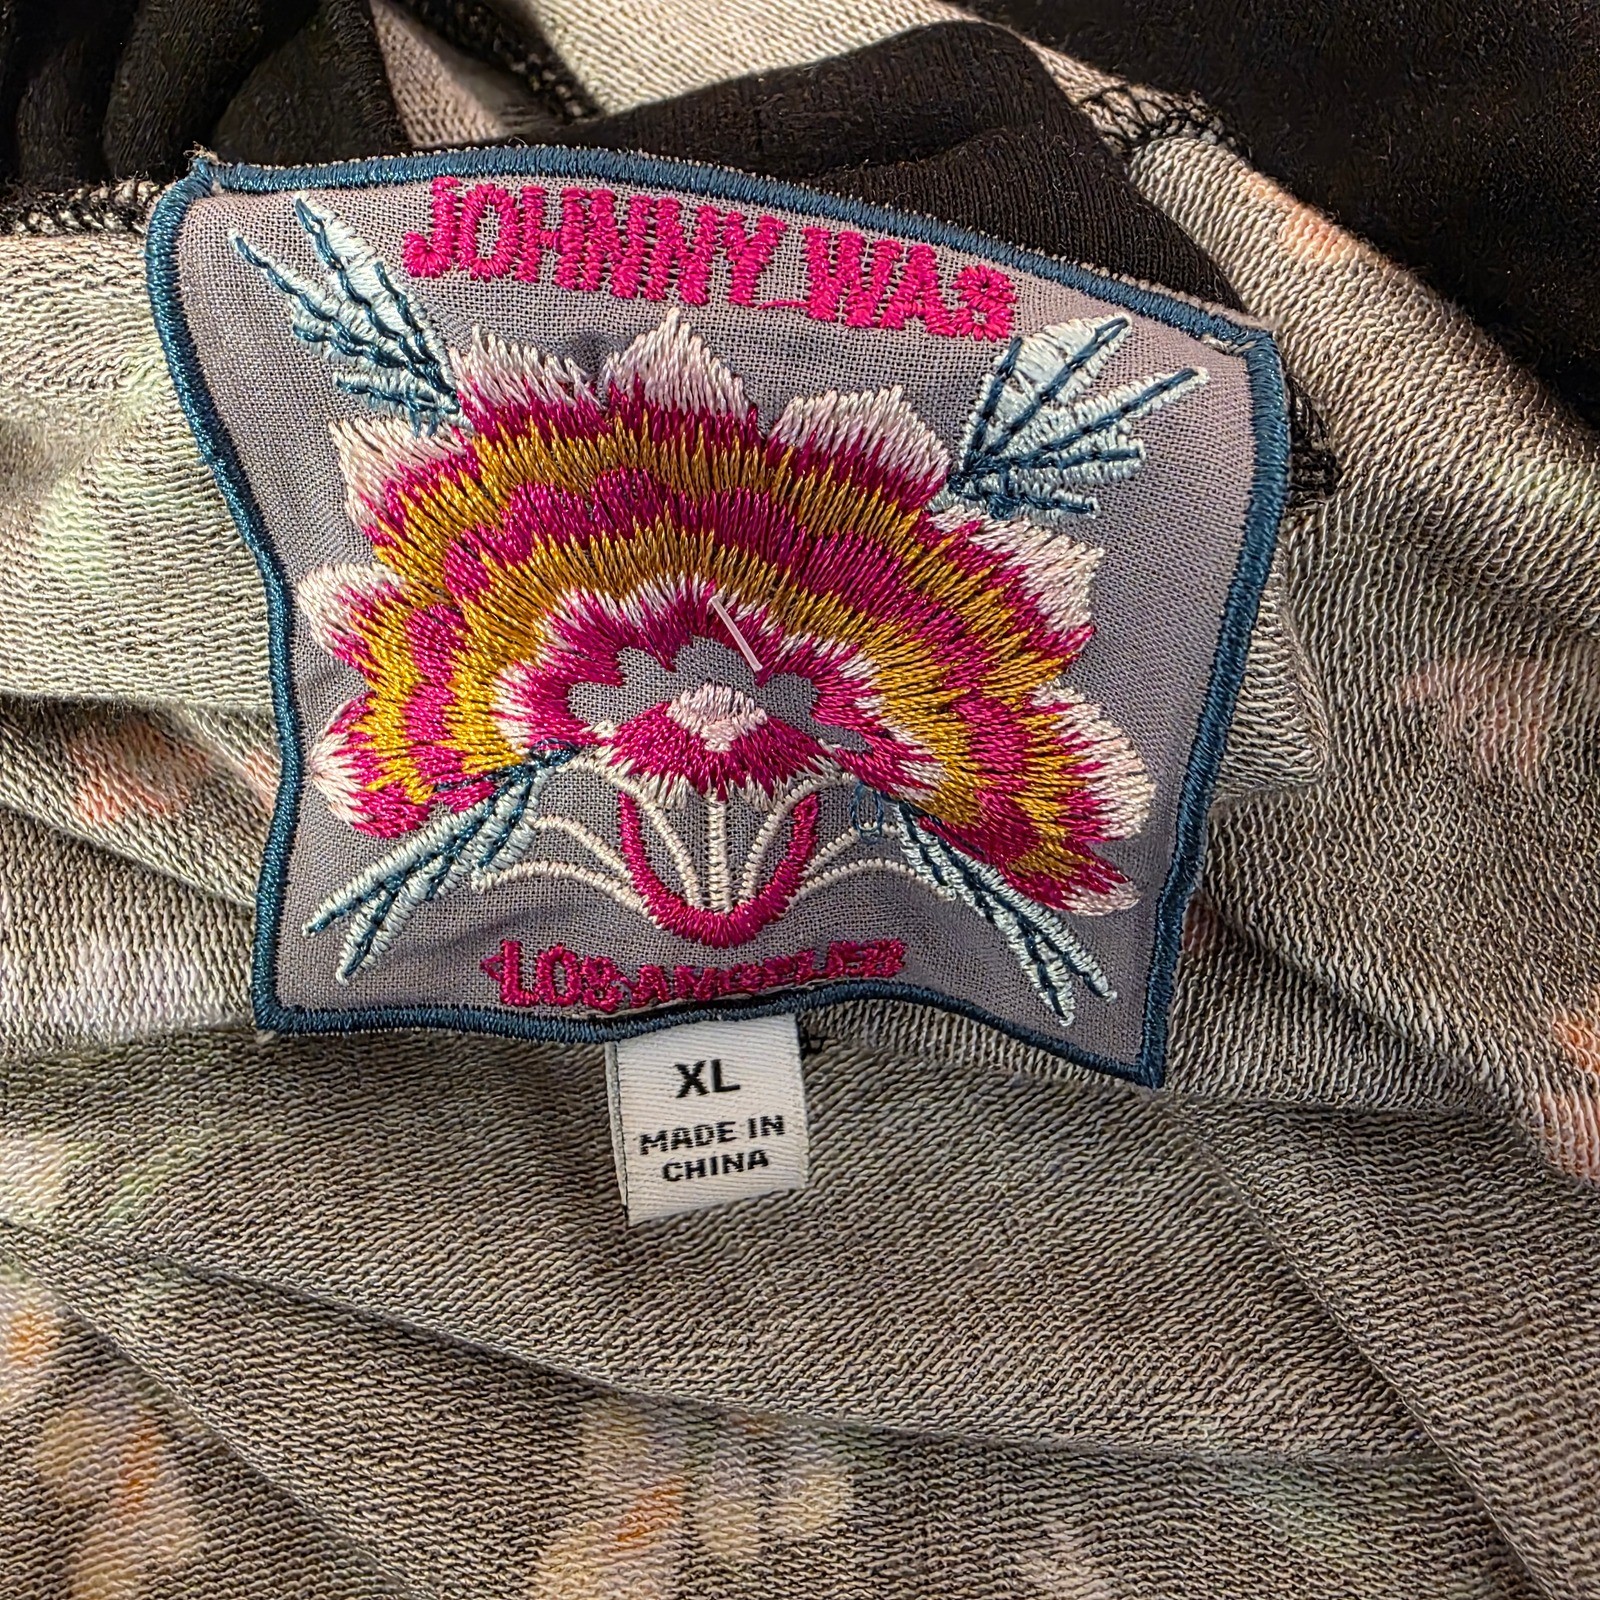 JOHNNY WAS
LOS ANGELES
XL
MADE IN
CHINA